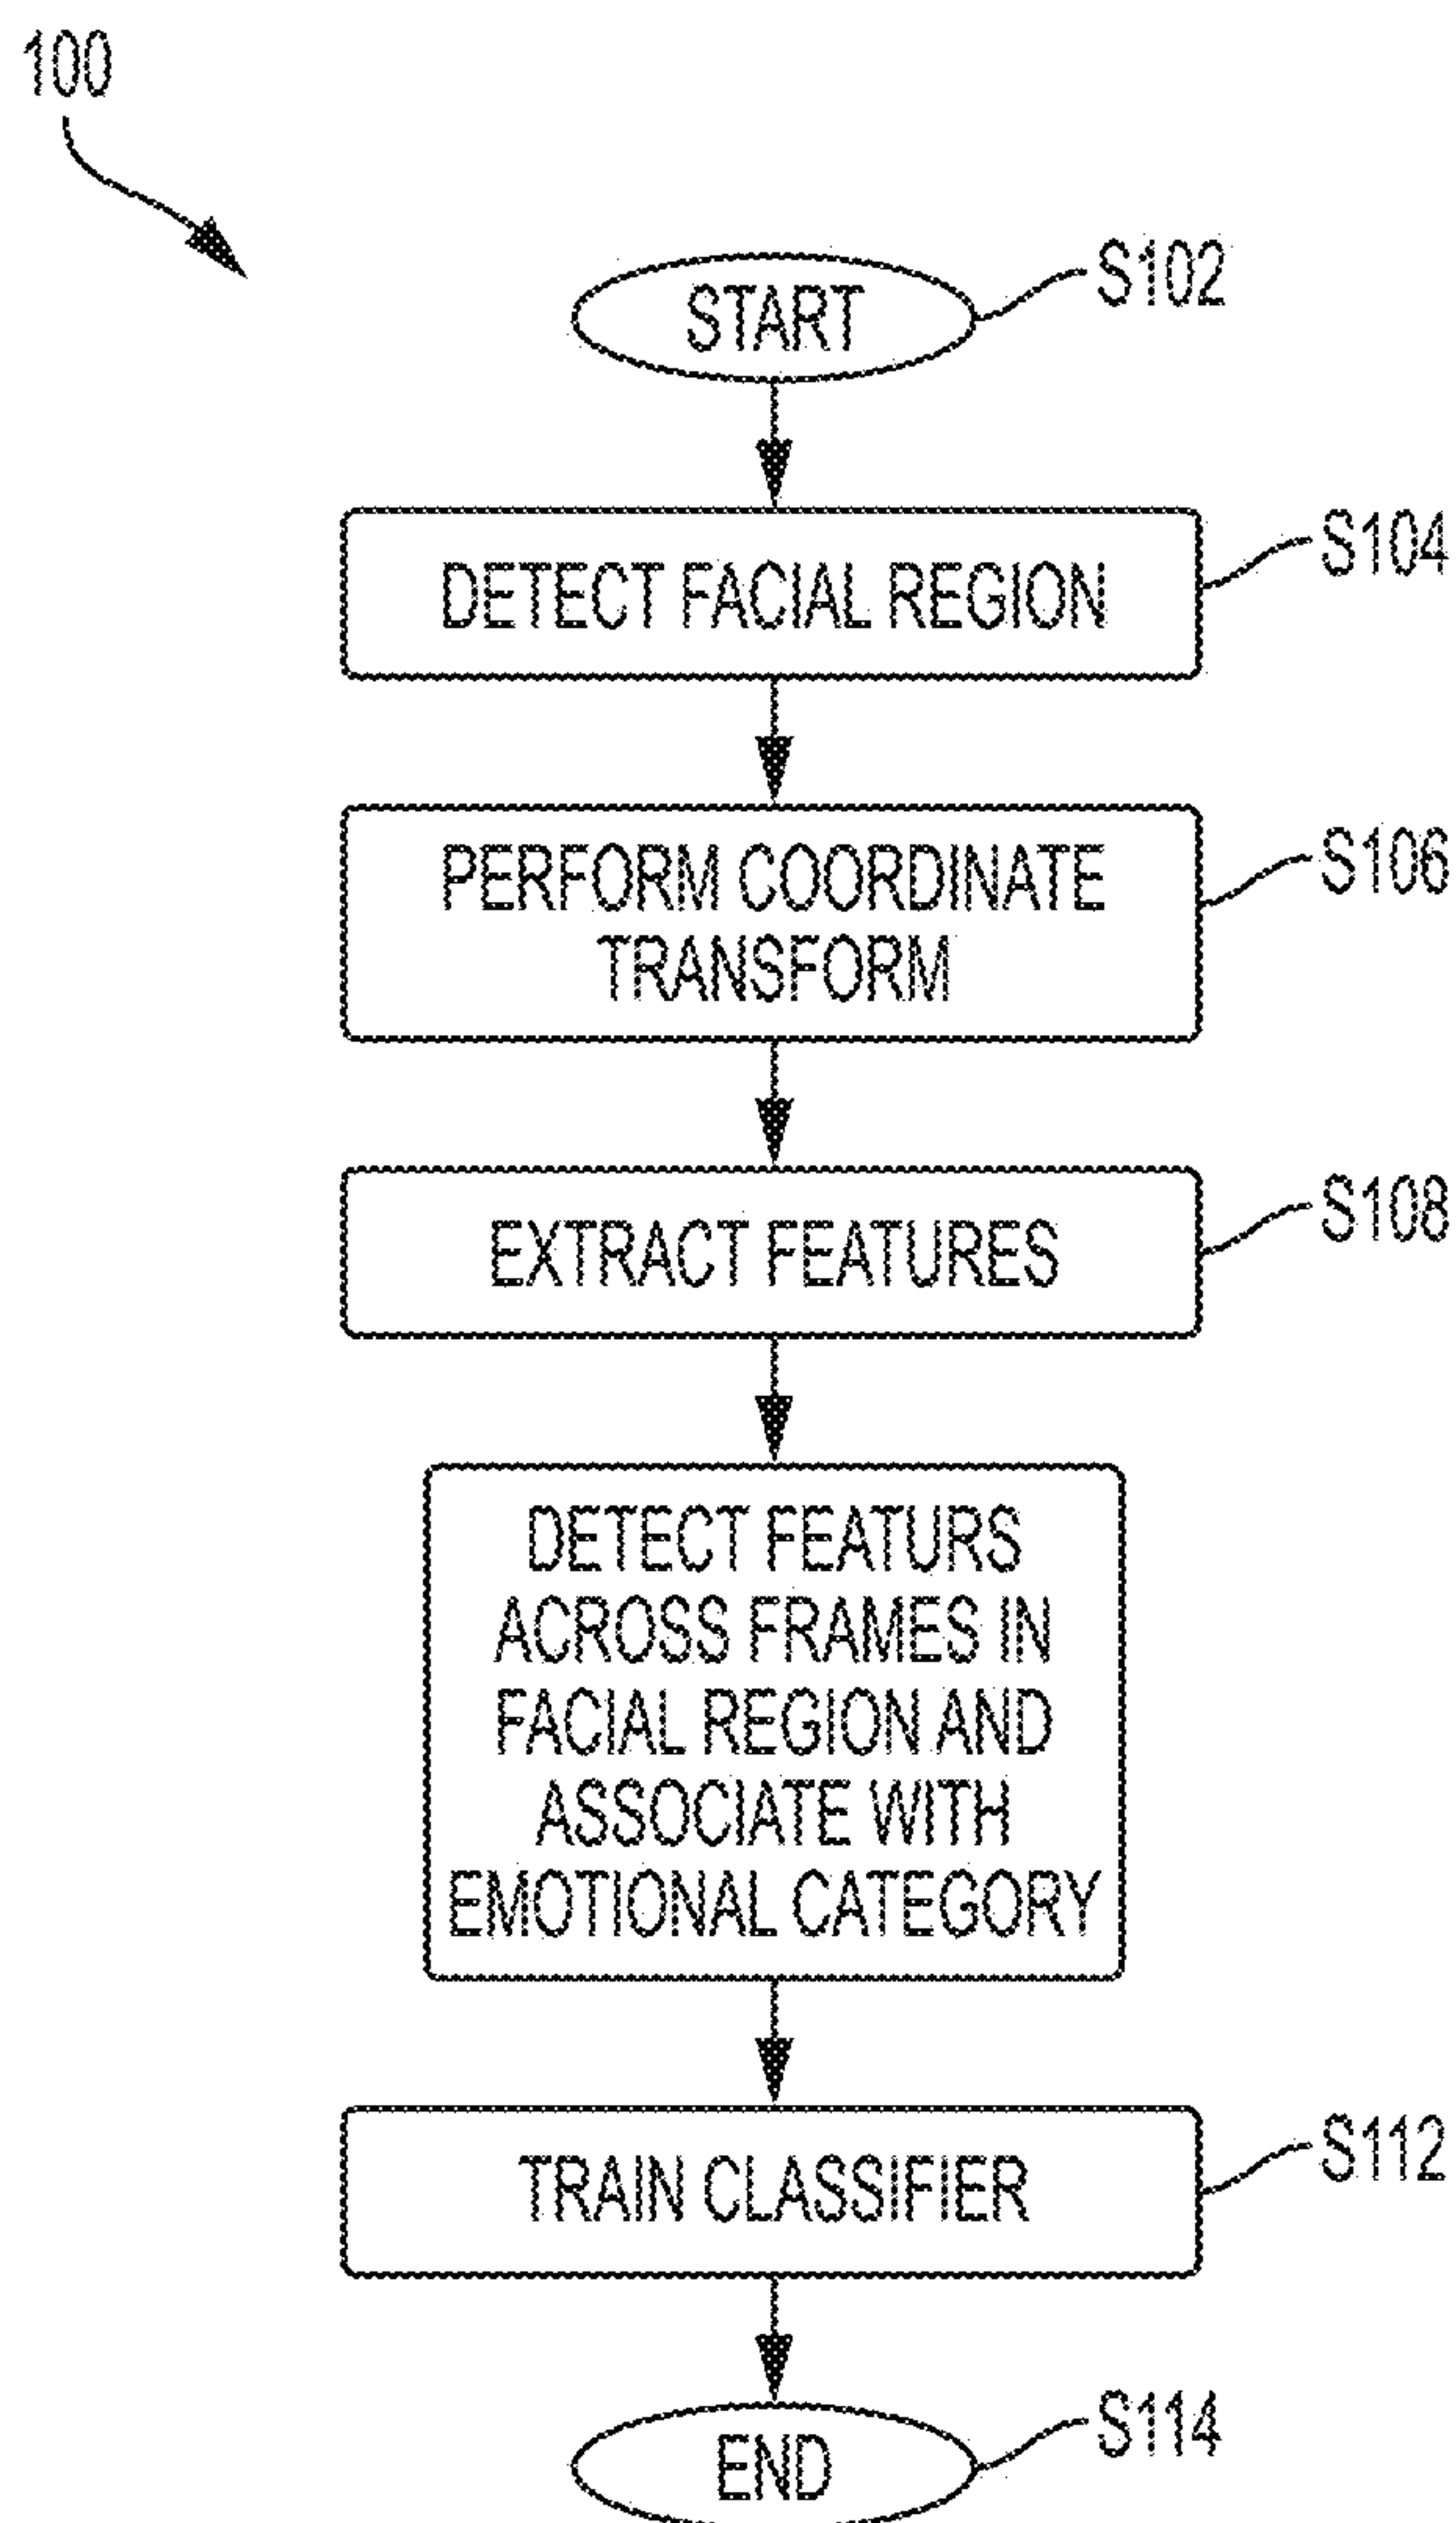 100
START
S102
DETECT FACIAL REGION
S104
PERFORM COORDINATE
TRANSFORM
S106
EXTRACT FEATURES
S108
DETECT FEATURS
ACROSS FRAMES IN
FACIAL REGION AND
ASSOCIATE WITH
EMOTIONAL CATEGORY
TRAIN CLASSIFIER
S112
END
S114